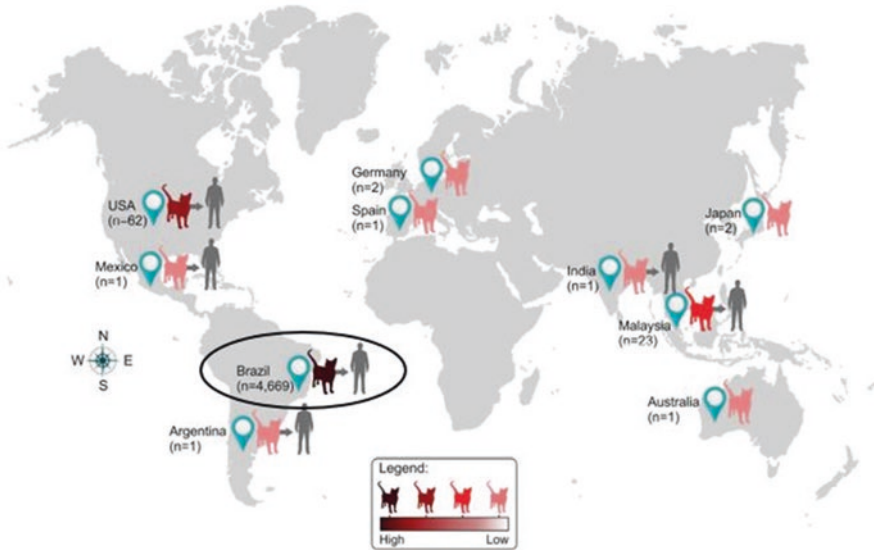 Germany
(n=2)
USA
(n=62)
Spain
(n=1)
Japan
(n=2)
Mexico
(n=1)
India
(n=1)
Malaysia
(n=23)
N
W E
S
Brazil
(n=4,669)
Australia
(n=1)
Argentina
(n=1)
Legend:
High Low